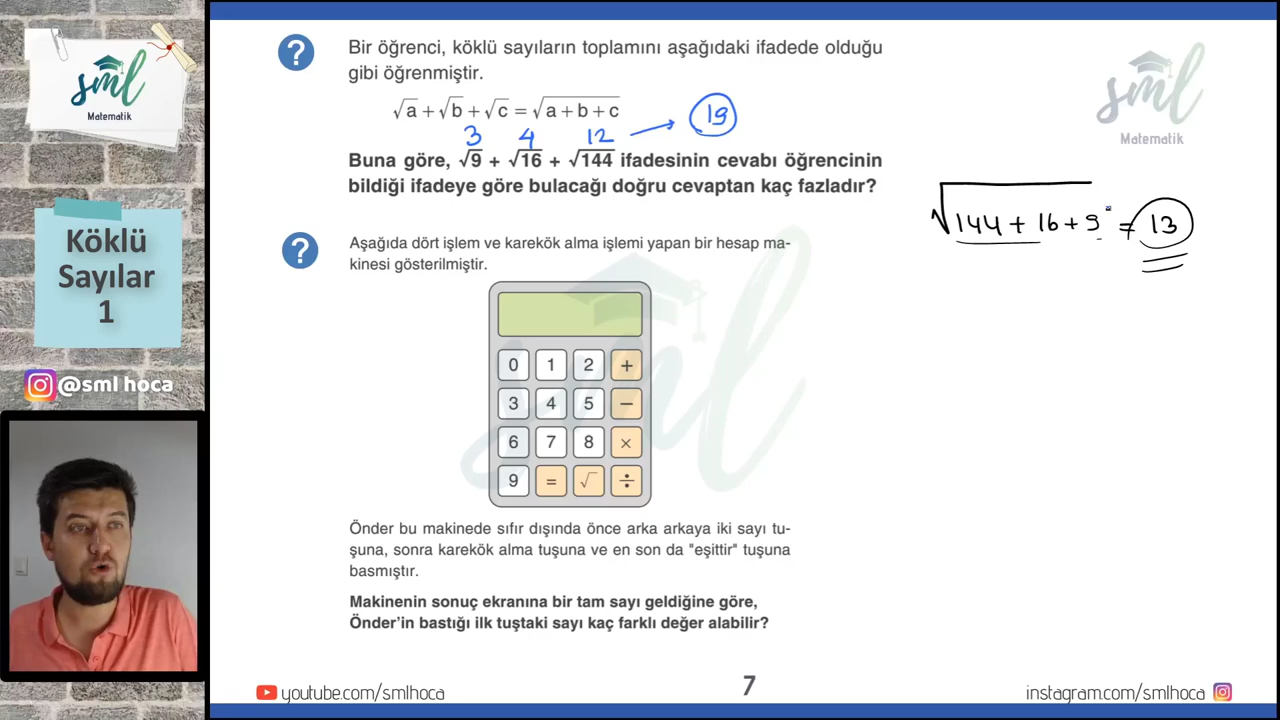 sml
Matematik
Köklü
Sayılar
1
@sml hoca
?
Bir öğrenci, köklü sayıların toplamını aşağıdaki ifadede olduğu
gibi öğrenmiştir.
√a + √b + √c = √a + b + c
3 4 12 → 19
Buna göre, √9 + √16 + √144 ifadesinin cevabı öğrencinin
bildiği ifadeye göre bulacağı doğru cevaptan kaç fazladır?
sml
Matematik
√144 + 16 + 9 = 13
?
Aşağıda dört işlem ve karekök alma işlemi yapan bir hesap ma-
kinesi gösterilmiştir.
sml
0 1 2 +
3 4 5 −
6 7 8 ×
9 = √ ÷
Önder bu makinede sıfır dışında önce arka arkaya iki sayı tu-
şuna, sonra karekök alma tuşuna ve en son da "eşittir" tuşuna
basmıştır.
Makinenin sonuç ekranına bir tam sayı geldiğine göre,
Önder'in bastığı ilk tuştaki sayı kaç farklı değer alabilir?
youtube.com/smlhoca
7
instagram.com/smlhoca